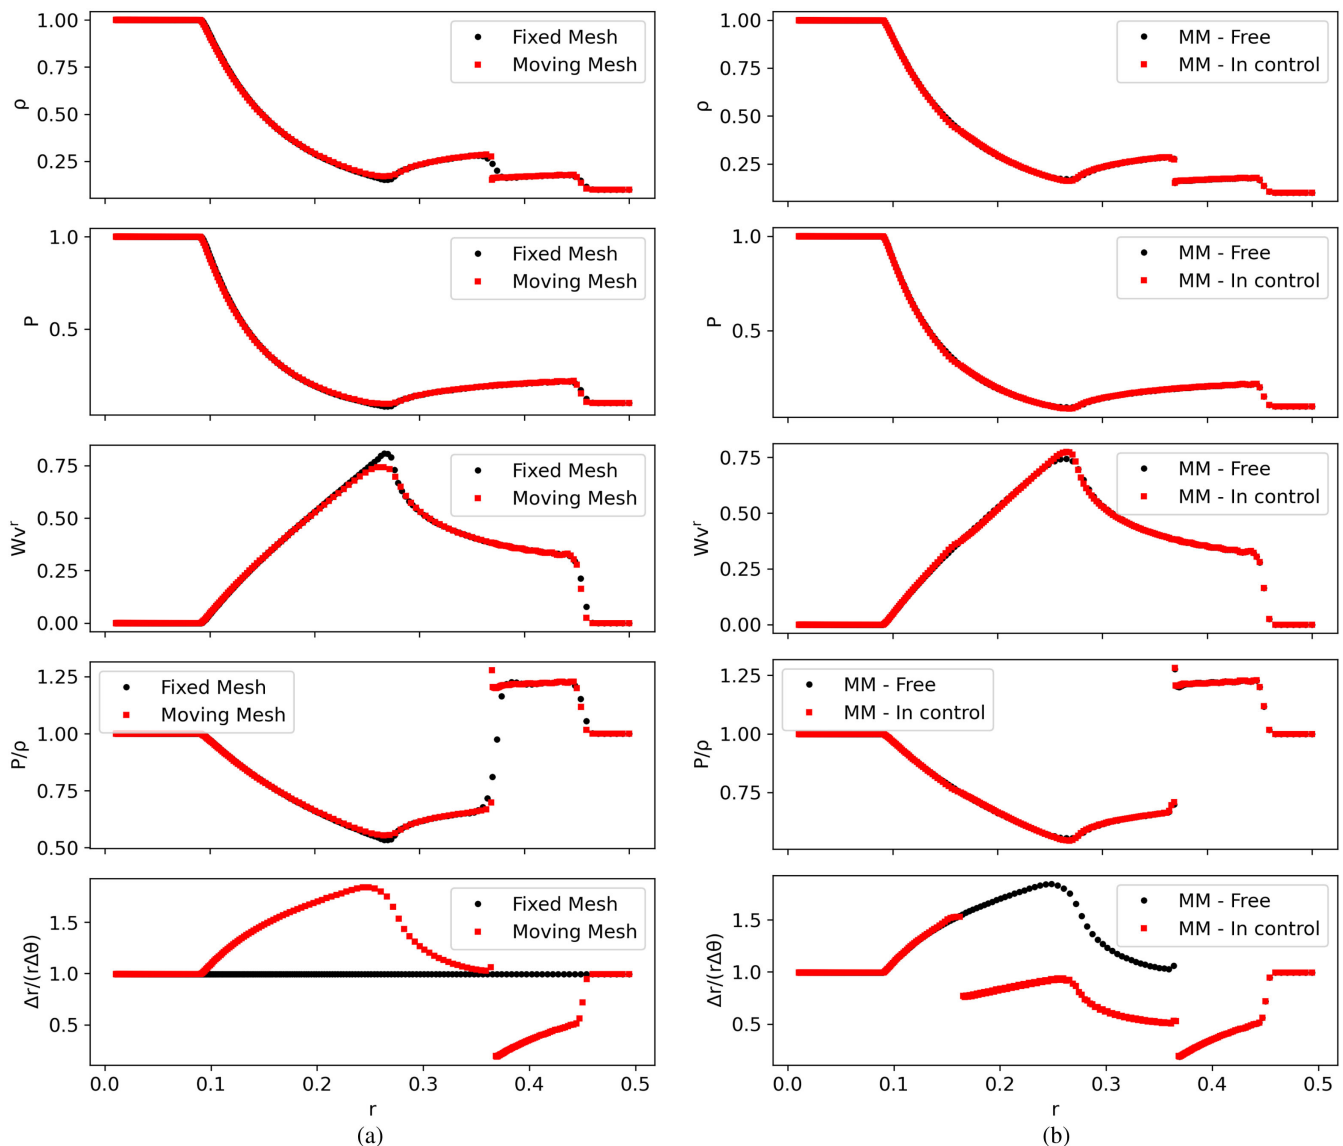 1.00
0.75
0.50
0.25
ρ
Fixed Mesh
Moving Mesh
1.0
0.5
P
Fixed Mesh
Moving Mesh
0.75
0.50
0.25
0.00
Wvʳ
Fixed Mesh
Moving Mesh
1.25
1.00
0.75
0.50
P/ρ
Fixed Mesh
Moving Mesh
1.5
1.0
0.5
Δr/(rΔθ)
Fixed Mesh
Moving Mesh
0.0 0.1 0.2 0.3 0.4 0.5
r
(a)
1.00
0.75
0.50
0.25
ρ
MM - Free
MM - In control
1.0
0.5
P
MM - Free
MM - In control
0.75
0.50
0.25
0.00
Wvʳ
MM - Free
MM - In control
1.25
1.00
0.75
P/ρ
MM - Free
MM - In control
1.5
1.0
0.5
Δr/(rΔθ)
MM - Free
MM - In control
0.0 0.1 0.2 0.3 0.4 0.5
r
(b)